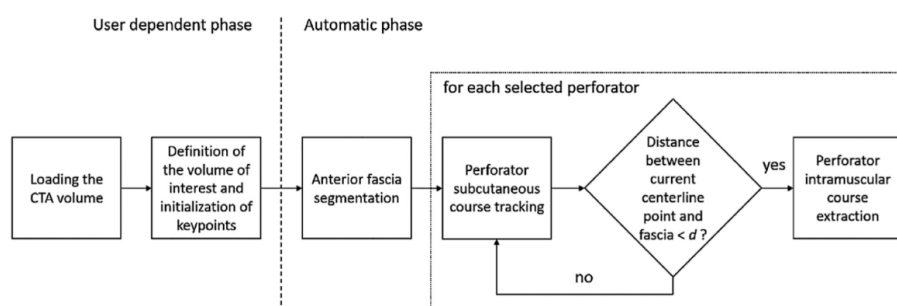 User dependent phase
Automatic phase
for each selected perforator
Loading the
CTA volume
Definition of
the volume of
interest and
initialization of
keypoints
Anterior fascia
segmentation
Perforator
subcutaneous
course tracking
Distance
between
current
centerline
point and
fascia < d ?
yes
no
Perforator
intramuscular
course
extraction